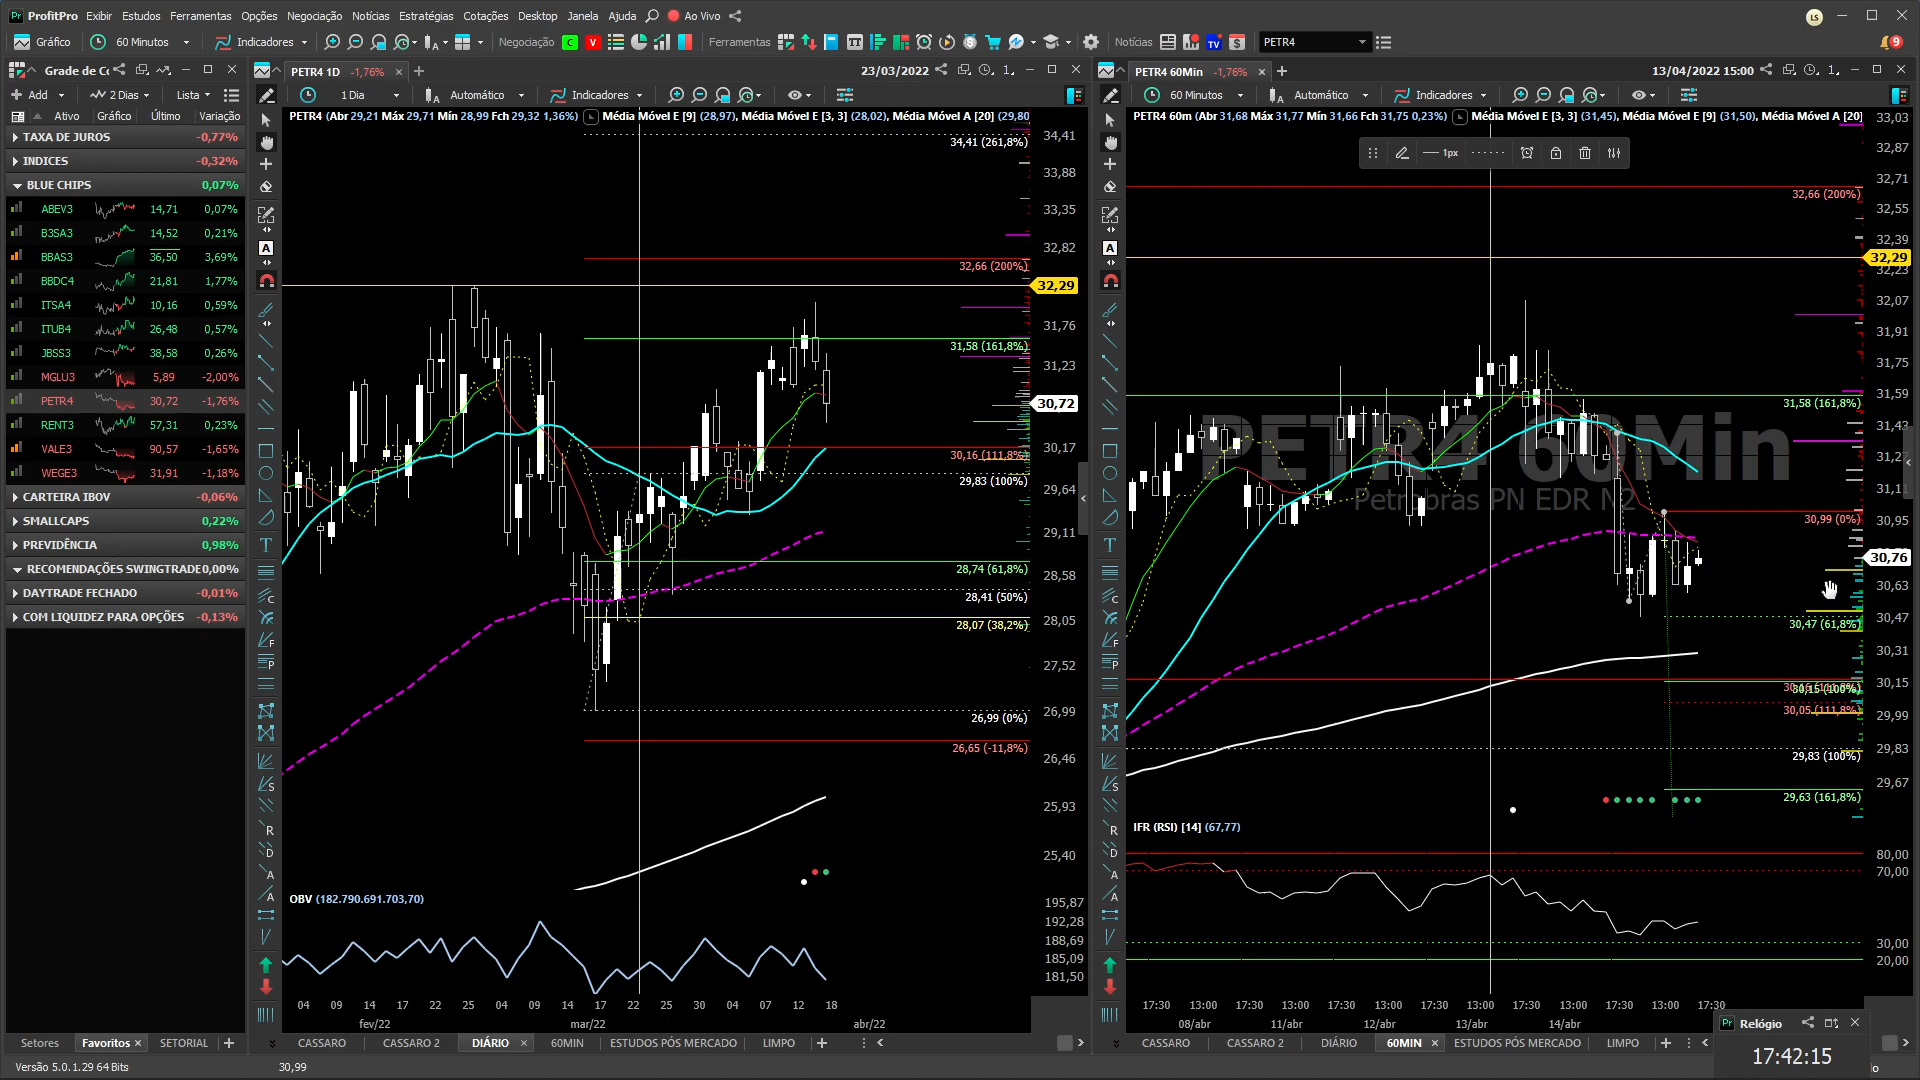 ProfitPro Exibir Estudos Ferramentas Opções Negociação Notícias Estratégias Cotações Desktop Janela Ajuda Ao Vivo LS
Gráfico 60 Minutos Indicadores Negociação C V Ferramentas Notícias PETR4 9
Grade de Co
Add 2 Dias Lista
Ativo Gráfico Último Variação
TAXA DE JUROS -0,77%
INDICES -0,32%
BLUE CHIPS 0,07%
ABEV3 14,71 0,07%
B3SA3 14,52 0,21%
BBAS3 36,50 3,69%
BBDC4 21,81 1,77%
ITSA4 10,16 0,59%
ITUB4 26,48 0,57%
JBSS3 38,58 0,26%
MGLU3 5,89 -2,00%
PETR4 30,72 -1,76%
RENT3 57,31 0,23%
VALE3 90,57 -1,65%
WEGE3 31,91 -1,18%
CARTEIRA IBOV -0,06%
SMALLCAPS 0,22%
PREVIDÊNCIA 0,98%
RECOMENDAÇÕES SWINGTRADE 0,00%
DAYTRADE FECHADO -0,01%
COM LIQUIDEZ PARA OPÇÕES -0,13%
Setores Favoritos SETORIAL
PETR4 1D -1,76% 23/03/2022
1 Dia Automático Indicadores
PETR4 (Abr 29,21 Máx 29,71 Mín 28,99 Fch 29,32 1,36%) Média Móvel E [9] (28,97), Média Móvel E [3, 3] (28,02), Média Móvel A [20] (29,80
34,41 (261,8%)
32,66 (200%)
31,58 (161,8%)
30,16 (111,8%)
29,83 (100%)
28,74 (61,8%)
28,41 (50%)
28,07 (38,2%)
26,99 (0%)
26,65 (-11,8%)
34,41
33,88
33,35
32,82
32,29
31,76
31,23
30,72
30,17
29,64
29,11
28,58
28,05
27,52
26,99
26,46
25,93
25,40
OBV (182.790.691.703,70)
195,87
192,28
188,69
185,09
181,50
04 09 14 17 22 25 04 09 14 17 22 25 30 04 07 12 18
fev/22 mar/22 abr/22
CASSARO CASSARO 2 DIÁRIO 60MIN ESTUDOS PÓS MERCADO LIMPO
PETR4 60Min -1,76% 13/04/2022 15:00
60 Minutos Automático Indicadores
PETR4 60m (Abr 31,68 Máx 31,77 Mín 31,66 Fch 31,75 0,23%) Média Móvel E [3, 3] (31,45), Média Móvel E [9] (31,50), Média Móvel A [20]
1px
PETR4 60Min
Petrobras PN EDR N2
32,66 (200%)
31,58 (161,8%)
30,99 (0%)
30,47 (61,8%)
30,15 (100%)
30,05 (111,8%)
29,83 (100%)
29,63 (161,8%)
33,03
32,87
32,71
32,55
32,39
32,29
32,23
32,07
31,91
31,75
31,59
31,43
31,27
31,11
30,95
30,76
30,63
30,47
30,31
30,15
29,99
29,83
29,67
IFR (RSI) [14] (67,77)
80,00
70,00
30,00
20,00
17:30 13:00 17:30 13:00 17:30 13:00 17:30 13:00 17:30 13:00 17:30 13:00 17:30
08/abr 11/abr 12/abr 13/abr 14/abr
CASSARO CASSARO 2 DIÁRIO 60MIN ESTUDOS PÓS MERCADO LIMPO
Relógio
17:42:15
Versão 5.0.1.29 64 Bits 30,99